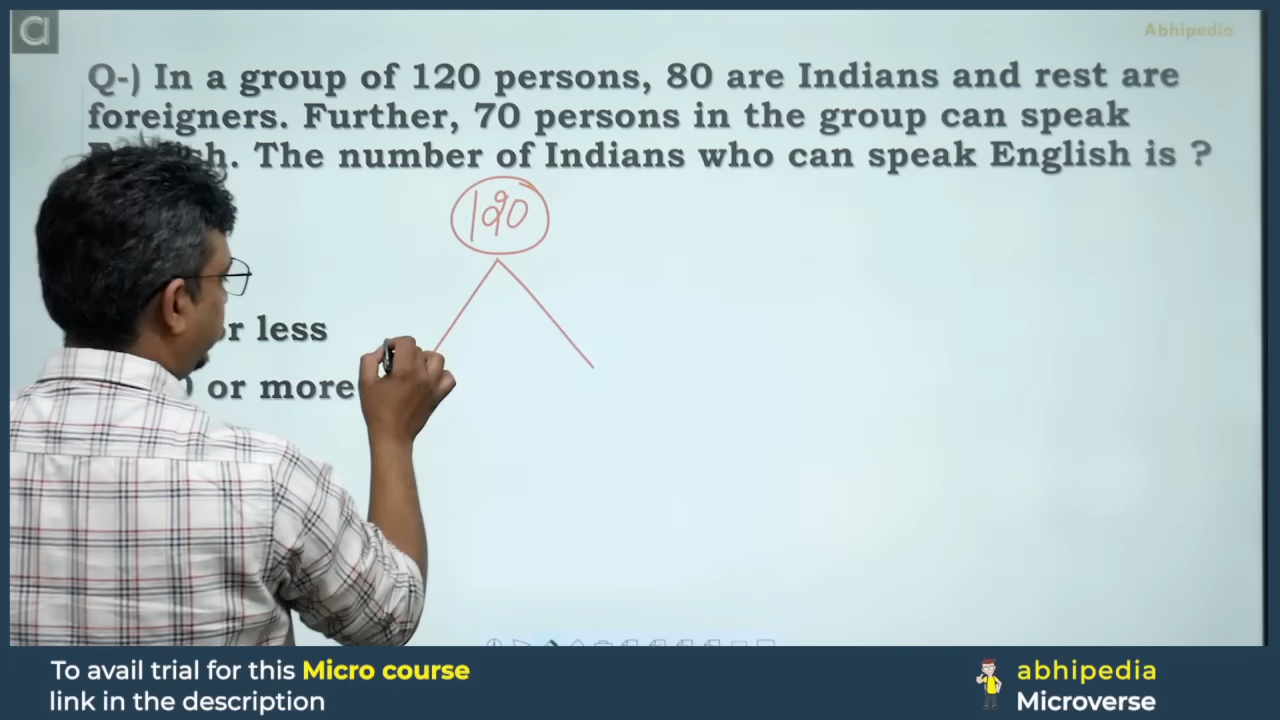 Abhipedia
Q-) In a group of 120 persons, 80 are Indians and rest are
foreigners. Further, 70 persons in the group can speak
The number of Indians who can speak English is ?
120
or less
or more
To avail trial for this Micro course
link in the description
abhipedia
Microverse